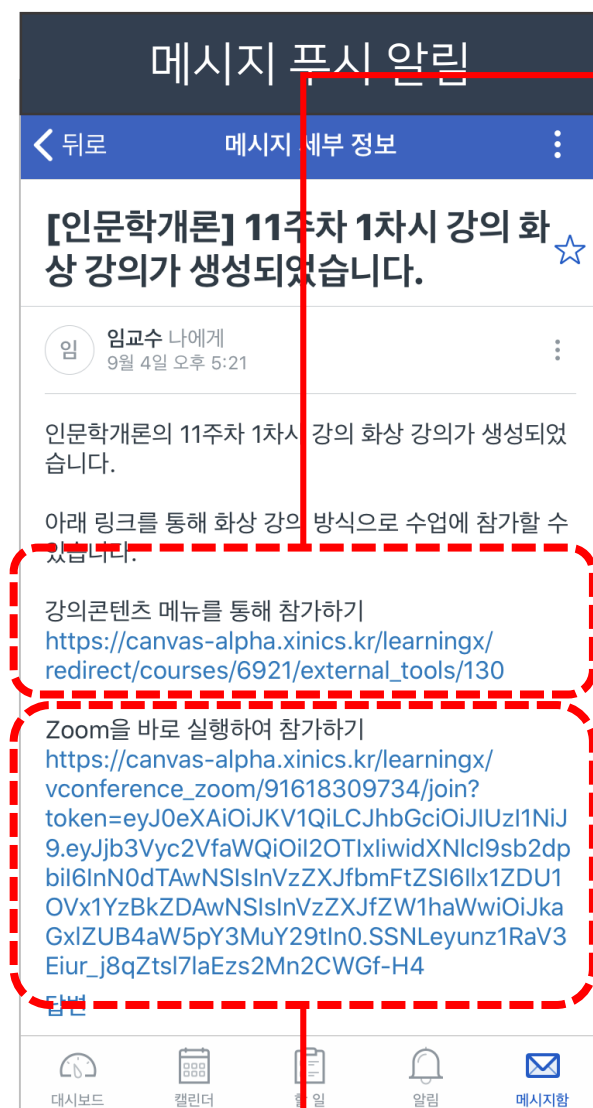 메시지 푸시 알림
뒤로
메시지 세부 정보
[인문학개론] 11주차 1차시 강의 화
상 강의가 생성되었습니다.
임
임교수 나에게
9월 4일 오후 5:21
인문학개론의 11주차 1차시 강의 화상 강의가 생성되었
습니다.
아래 링크를 통해 화상 강의 방식으로 수업에 참가할 수
있습니다.
강의콘텐츠 메뉴를 통해 참가하기
https://canvas-alpha.xinics.kr/learningx/
redirect/courses/6921/external_tools/130
Zoom을 바로 실행하여 참가하기
https://canvas-alpha.xinics.kr/learningx/
vconference_zoom/91618309734/join?
token=eyJ0eXAiOiJKV1QiLCJhbGciOiJIUzI1NiJ
9.eyJjb3Vyc2VfaWQiOiI2OTIxIiwidXNlcl9sb2dp
biI6InN0dTAwNSIsInVzZXJfbmFtZSI6Ilx1ZDU1
OVx1YzBkZDAwNSIsInVzZXJfZW1haWwiOiJka
GxlZUB4aW5pY3MuY29tIn0.SSNLeyunz1RaV3
Eiur_j8qZtsl7laEzs2Mn2CWGf-H4
답변
대시보드
캘린더
할 일
알림
메시지함